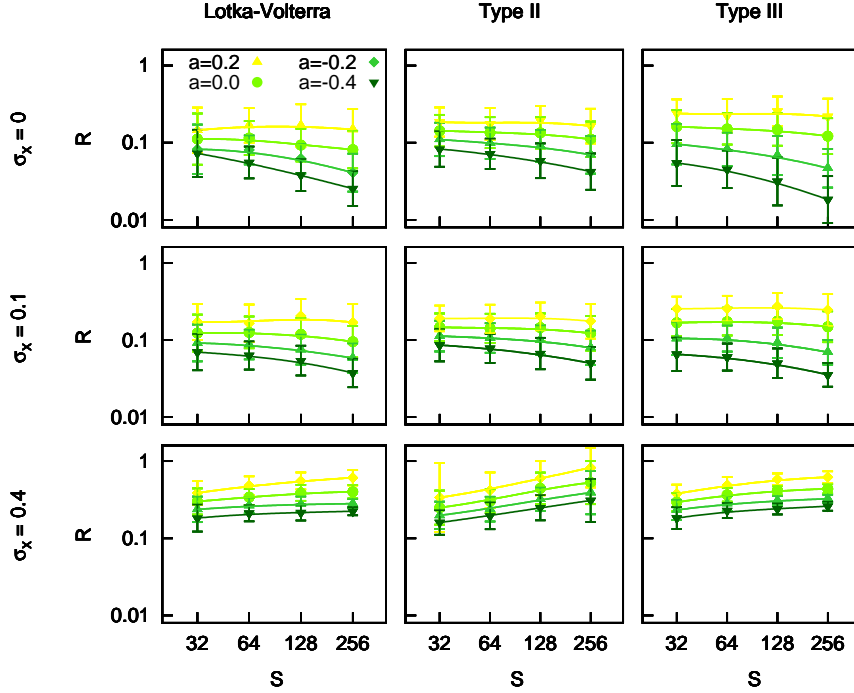 Lotka-Volterra Type II Type III
a=0.2 a=-0.2
a=0.0 a=-0.4
σx = 0
R
1
0.1
0.01
σx = 0.1
R
1
0.1
0.01
σx = 0.4
R
1
0.1
0.01
32 64 128 256 32 64 128 256 32 64 128 256
S S S